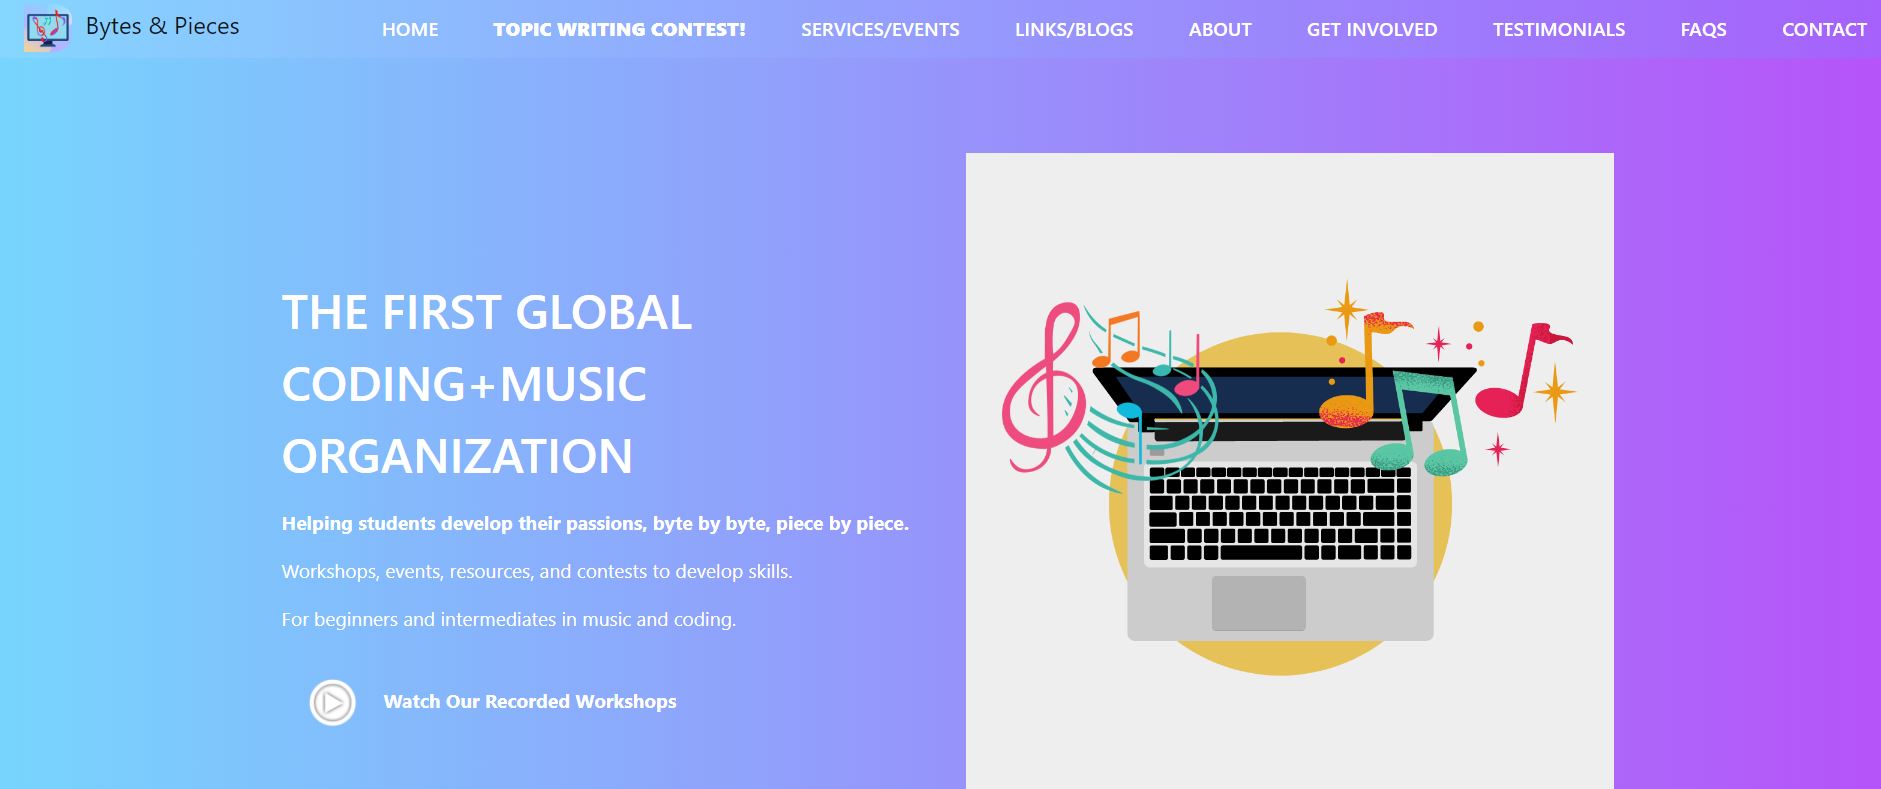 Bytes & Pieces
HOME
TOPIC WRITING CONTEST!
SERVICES/EVENTS
LINKS/BLOGS
ABOUT
GET INVOLVED
TESTIMONIALS
FAQS
CONTACT
THE FIRST GLOBAL
CODING+MUSIC
ORGANIZATION
Helping students develop their passions, byte by byte, piece by piece.
Workshops, events, resources, and contests to develop skills.
For beginners and intermediates in music and coding.
Watch Our Recorded Workshops